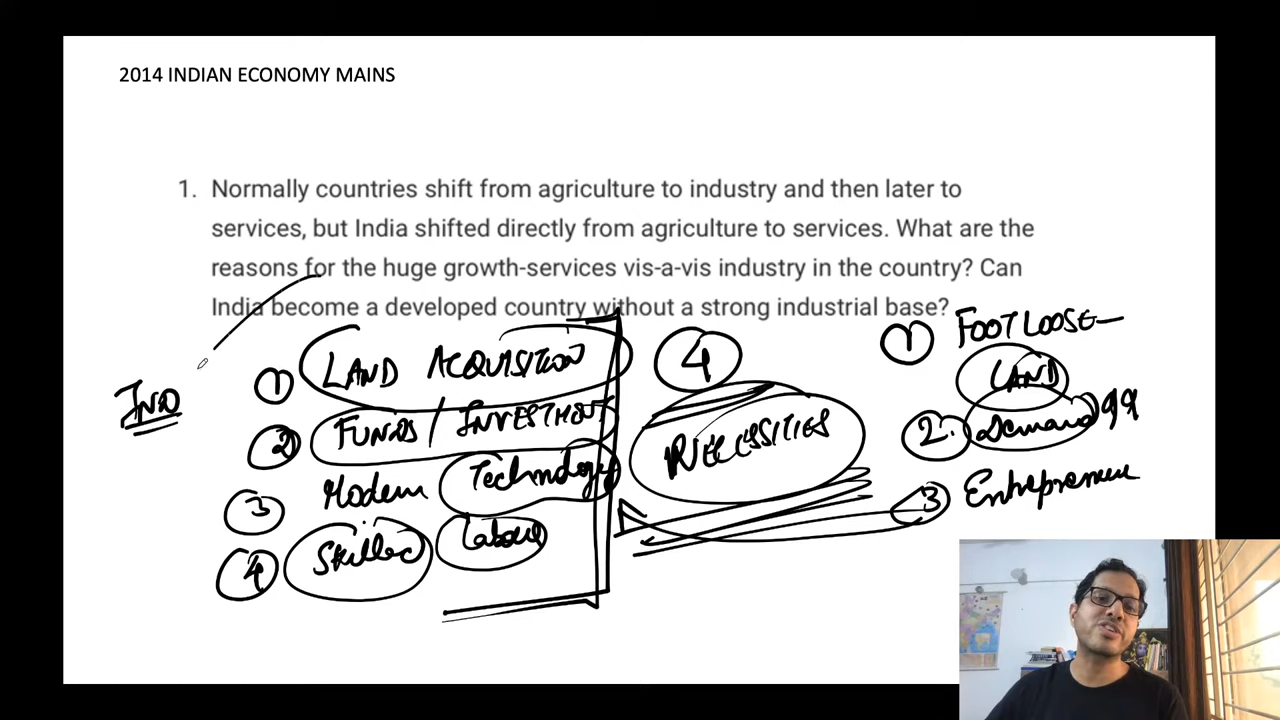 2014 INDIAN ECONOMY MAINS
1. Normally countries shift from agriculture to industry and then later to
services, but India shifted directly from agriculture to services. What are the
reasons for the huge growth-services vis-a-vis industry in the country? Can
India become a developed country without a strong industrial base?
IND
1 LAND ACQUISITION
2 FUNDS / INVESTMENT
3 Modern Technology
4 Skilled Labour
4
NECESSITIES
1 FOOTLOOSE
LAND
2. Demand 99
3 Entrepreneur